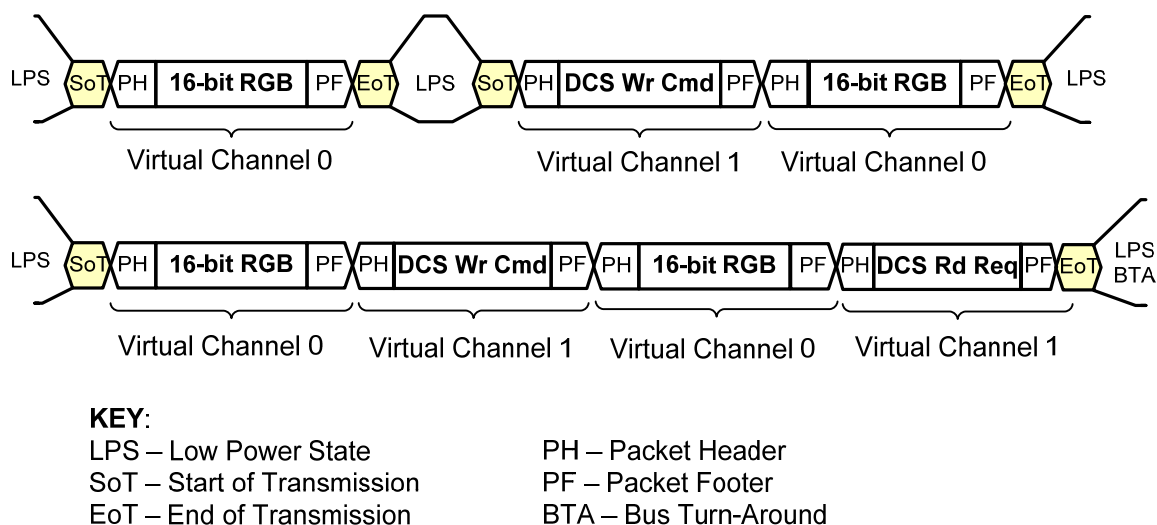 LPS SoT PH 16-bit RGB PF EoT LPS SoT PH DCS Wr Cmd PF PH 16-bit RGB PF EoT LPS
Virtual Channel 0 Virtual Channel 1 Virtual Channel 0
LPS SoT PH 16-bit RGB PF PH DCS Wr Cmd PF PH 16-bit RGB PF PH DCS Rd Req PF EoT LPS
BTA
Virtual Channel 0 Virtual Channel 1 Virtual Channel 0 Virtual Channel 1
KEY:
LPS – Low Power State PH – Packet Header
SoT – Start of Transmission PF – Packet Footer
EoT – End of Transmission BTA – Bus Turn-Around